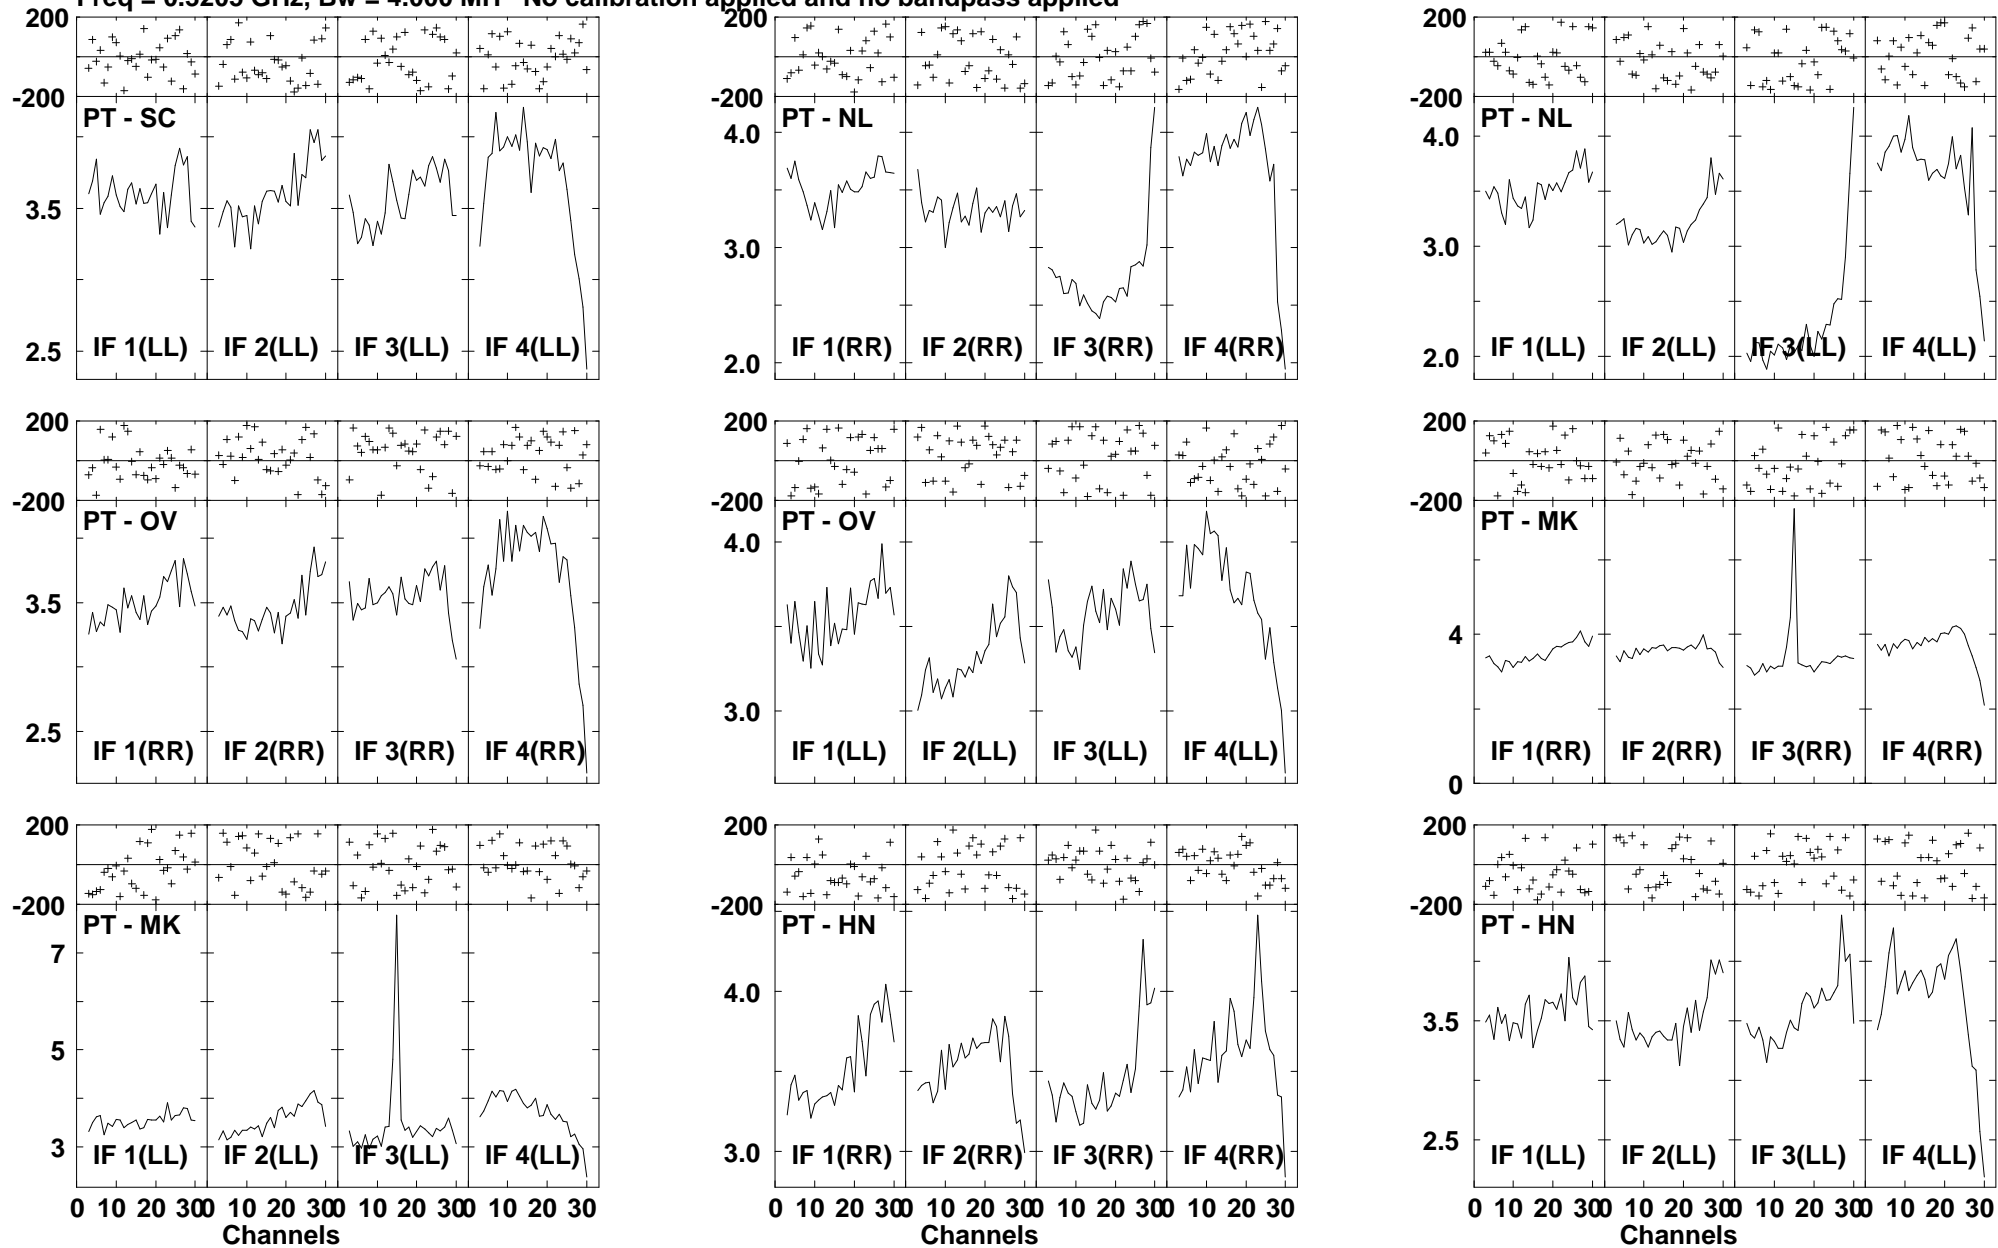 Freq = 0.3205 GHz, Bw = 4.000 MH No calibration applied and no bandpass applied
200 200 200
-200 -200 -200
PT - SC PT - NL PT - NL
3.5 4.0 4.0
2.5 3.0 3.0
2.0 2.0
IF 1(LL) IF 2(LL) IF 3(LL) IF 4(LL) IF 1(RR) IF 2(RR) IF 3(RR) IF 4(RR) IF 1(LL) IF 2(LL) IF 3(LL) IF 4(LL)
200 200 200
-200 -200 -200
PT - OV PT - OV PT - MK
3.5 4.0 4
2.5 3.0 0
IF 1(RR) IF 2(RR) IF 3(RR) IF 4(RR) IF 1(LL) IF 2(LL) IF 3(LL) IF 4(LL) IF 1(RR) IF 2(RR) IF 3(RR) IF 4(RR)
200 200 200
-200 -200 -200
PT - MK PT - HN PT - HN
7 4.0 3.5
5 3.0 2.5
3
IF 1(LL) IF 2(LL) IF 3(LL) IF 4(LL) IF 1(RR) IF 2(RR) IF 3(RR) IF 4(RR) IF 1(LL) IF 2(LL) IF 3(LL) IF 4(LL)
0 10 20 30 0 10 20 30 0 10 20 30 0 10 20 30 0 10 20 30 0 10 20 30 0 10 20 30 0 10 20 30 0 10 20 30 0 10 20 30 0 10 20 30 0 10 20 30
Channels Channels Channels